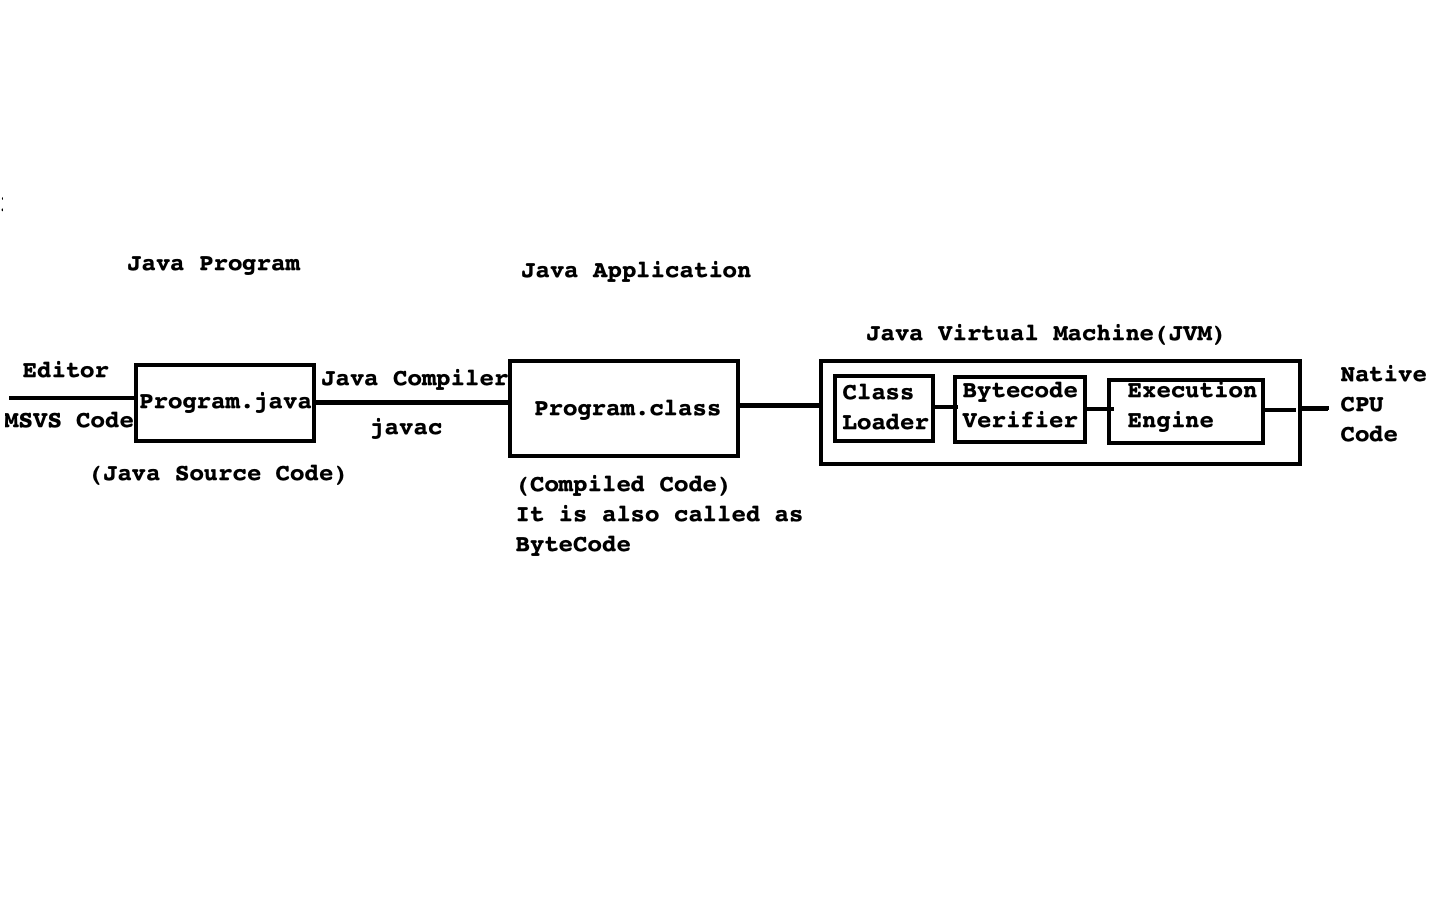 Java Program
Java Application
Java Virtual Machine(JVM)
Editor
MSVS Code
Program.java
(Java Source Code)
Java Compiler
javac
Program.class
(Compiled Code)
It is also called as
ByteCode
Class
Loader
Bytecode
Verifier
Execution
Engine
Native
CPU
Code